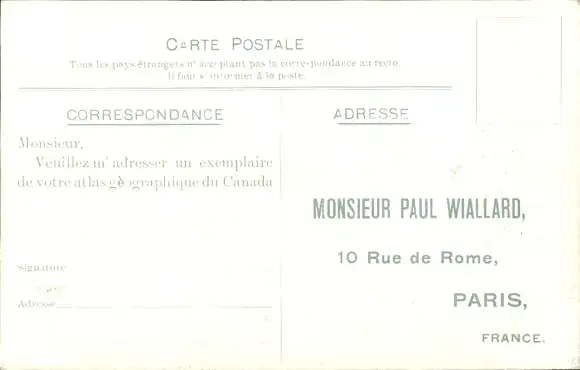 CARTE POSTALE
Tous les pays étrangers n'acceptant pas la correspondance au recto.
Il faut s'informer à la poste.
CORRESPONDANCE
Monsieur,
Veuillez m'adresser un exemplaire
de votre atlas gèographique du Canada
Signature
Adresse
ADRESSE
MONSIEUR PAUL WIALLARD,
10 Rue de Rome,
PARIS,
FRANCE.